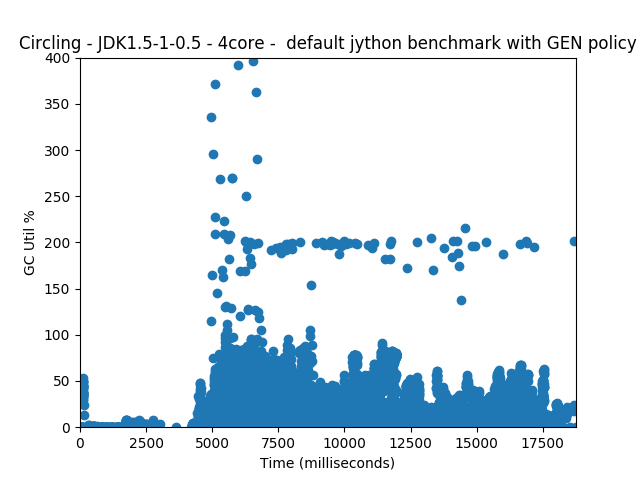 Circling - JDK1.5-1-0.5 - 4core -  default jython benchmark with GEN policy
400
350
300
250
200
150
100
50
0
GC Util %
0 2500 5000 7500 10000 12500 15000 17500
Time (milliseconds)